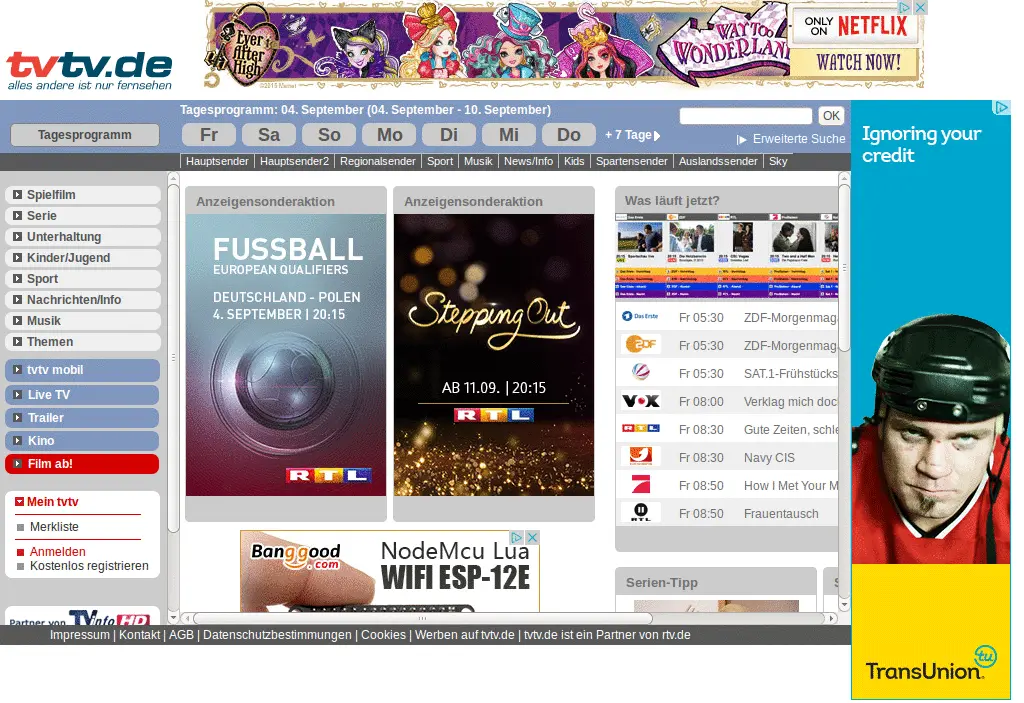 Ever After High
©2015 Mattel
WAY TOO WONDERLAND
ONLY ON NETFLIX
WATCH NOW!
tvtv.de
alles andere ist nur fernsehen
Tagesprogramm
Tagesprogramm: 04. September (04. September - 10. September)
Fr Sa So Mo Di Mi Do + 7 Tage
OK
Erweiterte Suche
Hauptsender | Hauptsender2 | Regionalsender | Sport | Musik | News/Info | Kids | Spartensender | Auslandssender | Sky
Spielfilm
Serie
Unterhaltung
Kinder/Jugend
Sport
Nachrichten/Info
Musik
Themen
tvtv mobil
Live TV
Trailer
Kino
Film ab!
Mein tvtv
Merkliste
Anmelden
Kostenlos registrieren
Partner von TVinfo HD
Anzeigensonderaktion
FUSSBALL
EUROPEAN QUALIFIERS
DEUTSCHLAND - POLEN
4. SEPTEMBER | 20:15
RTL
Anzeigensonderaktion
Stepping Out
AB 11.09. | 20:15
RTL
Was läuft jetzt?
Das Erste Fr 05:30 ZDF-Morgenmag
ZDF Fr 05:30 ZDF-Morgenmag
Fr 05:30 SAT.1-Frühstücks
VOX Fr 08:00 Verklag mich doc
RTL Fr 08:30 Gute Zeiten, schle
Fr 08:30 Navy CIS
Fr 08:50 How I Met Your M
RTL II Fr 08:50 Frauentausch
Serien-Tipp
Banggood.com
NodeMcu Lua
WIFI ESP-12E
Impressum | Kontakt | AGB | Datenschutzbestimmungen | Cookies | Werben auf tvtv.de | tvtv.de ist ein Partner von rtv.de
Ignoring your
credit
tu
TransUnion